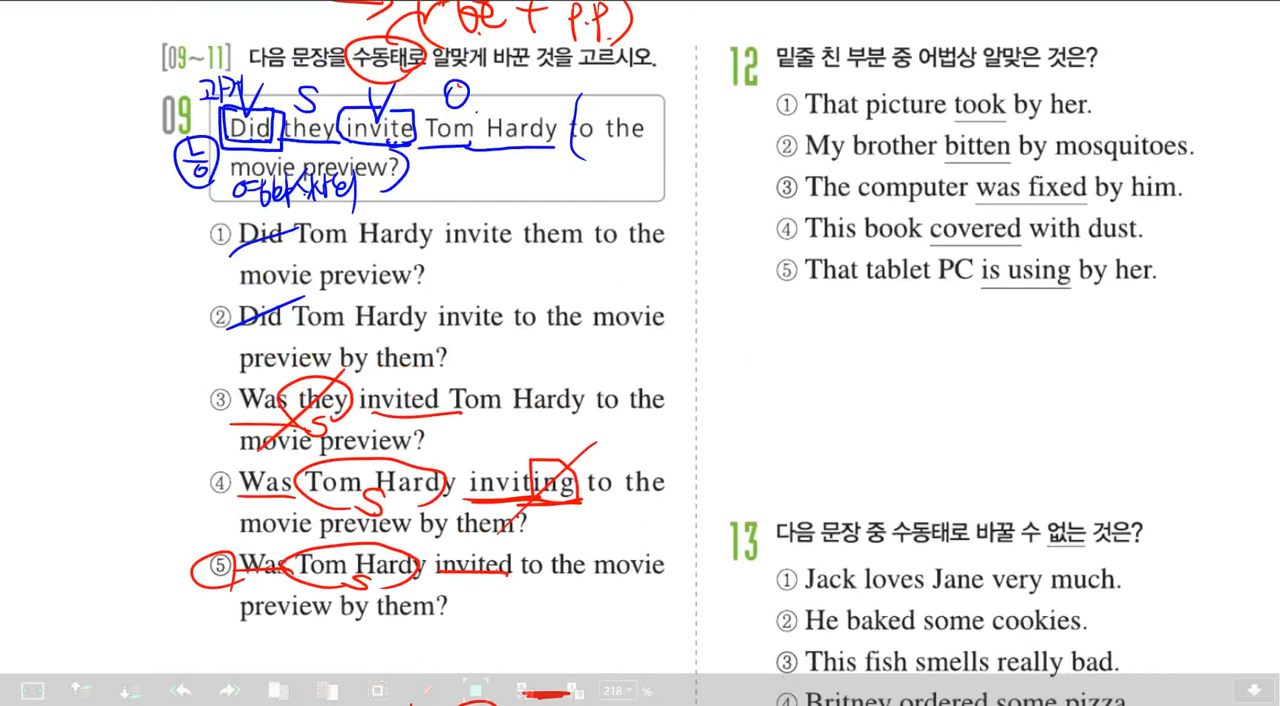 (be + p.p.)
[09~11] 다음 문장을 수동태로 알맞게 바꾼 것을 고르시오.
과거 S V O
09 Did they invite Tom Hardy to the
movie preview?
① Did Tom Hardy invite them to the
movie preview?
② Did Tom Hardy invite to the movie
preview by them?
③ Was they invited Tom Hardy to the
S
movie preview?
④ Was Tom Hardy inviting to the
S
movie preview by them?
⑤ Was Tom Hardy invited to the movie
S
preview by them?
12 밑줄 친 부분 중 어법상 알맞은 것은?
① That picture took by her.
② My brother bitten by mosquitoes.
③ The computer was fixed by him.
④ This book covered with dust.
⑤ That tablet PC is using by her.
13 다음 문장 중 수동태로 바꿀 수 없는 것은?
① Jack loves Jane very much.
② He baked some cookies.
③ This fish smells really bad.
④ Britney ordered some pizza.
218 %